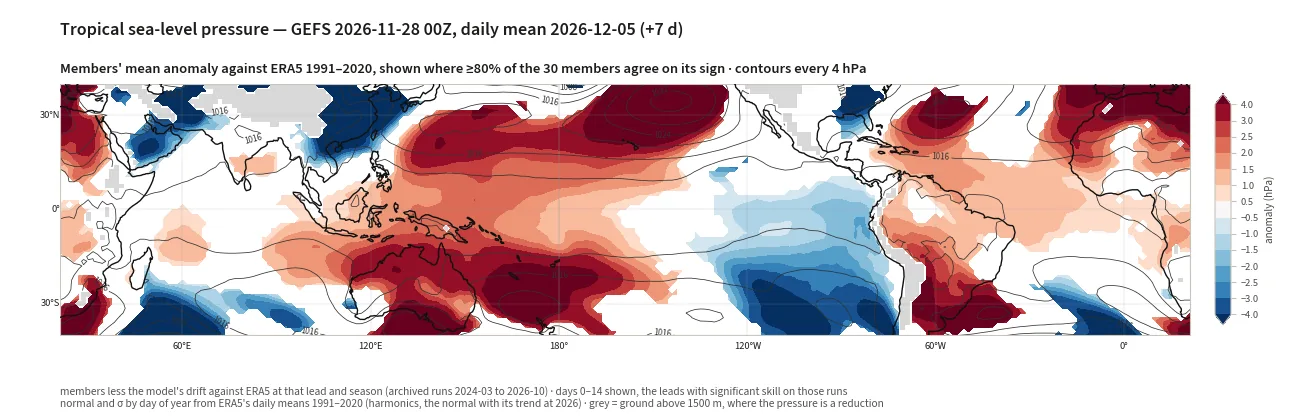 Tropical sea-level pressure — GEFS 2026-11-28 00Z, daily mean 2026-12-05 (+7 d)
Members' mean anomaly against ERA5 1991–2020, shown where ≥80% of the 30 members agree on its sign · contours every 4 hPa
30°N
0°
30°S
60°E
120°E
180°
120°W
60°W
0°
1016
1016
1016
1016
1016
1016
1016
1024
4.0
3.0
2.0
1.5
1.0
0.5
−0.5
−1.0
−1.5
−2.0
−3.0
−4.0
anomaly (hPa)
members less the model's drift against ERA5 at that lead and season (archived runs 2024-03 to 2026-10) · days 0–14 shown, the leads with significant skill on those runs
normal and σ by day of year from ERA5's daily means 1991–2020 (harmonics, the normal with its trend at 2026) · grey = ground above 1500 m, where the pressure is a reduction